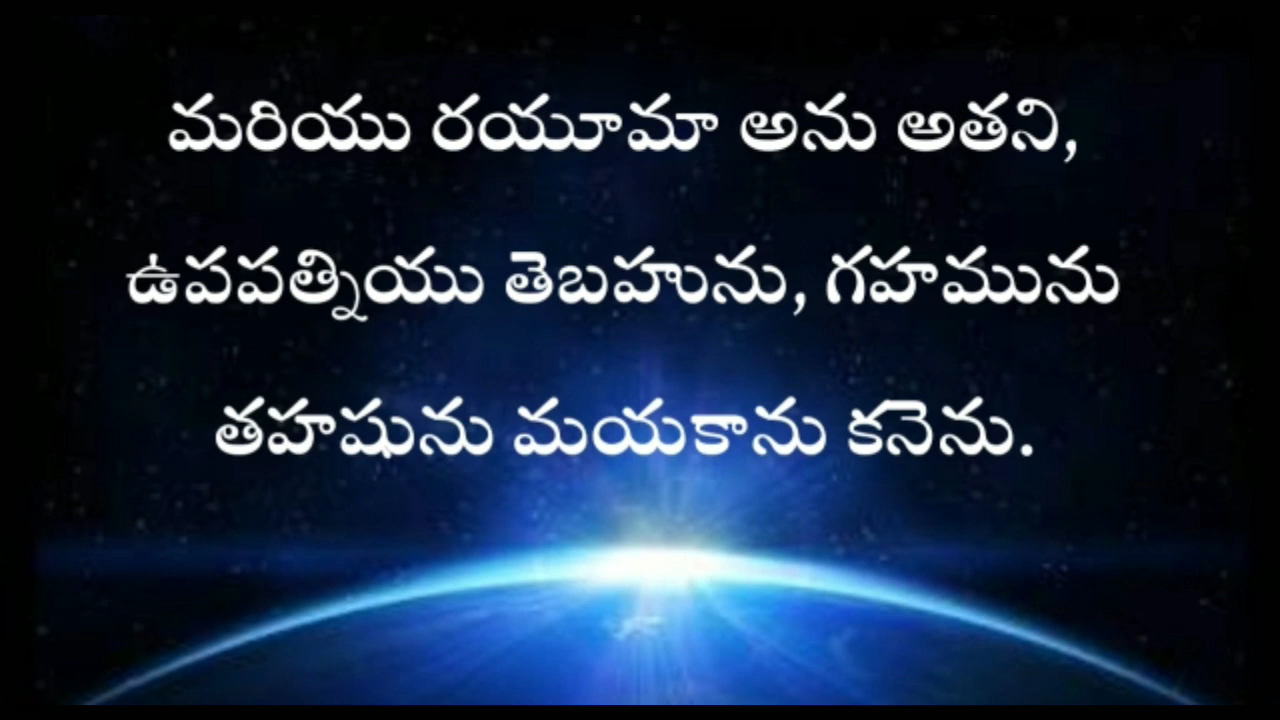 మరియు రయూమా అను అతని,
ఉపపత్నియు తెబహును, గహమును
తహషును మయకాను కనెను.